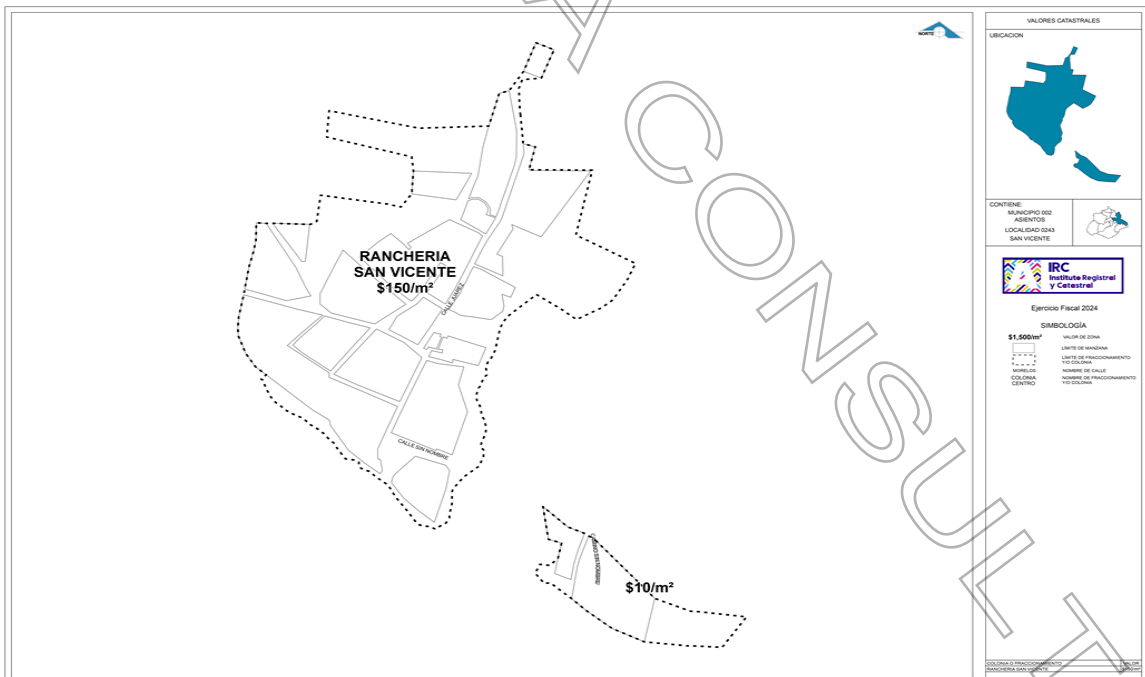 NORTE
RANCHERIA
SAN VICENTE
$150/m²
CALLE JUAREZ
CALLE SIN NOMBRE
$10/m²
A CONSULT
VALORES CATASTRALES
UBICACION
CONTIENE:
MUNICIPIO 002
ASIENTOS
LOCALIDAD 0243
SAN VICENTE
IRC
Instituto Registral
y Catastral
Ejercicio Fiscal 2024
SIMBOLOGÍA
$1,500/m² VALOR DE ZONA
LÍMITE DE MANZANA
LÍMITE DE FRACCIONAMIENTO
Y/O COLONIA
MORELOS NOMBRE DE CALLE
COLONIA NOMBRE DE FRACCIONAMIENTO
CENTRO Y/O COLONIA
COLONIA O FRACCIONAMIENTO VALOR
RANCHERIA SAN VICENTE